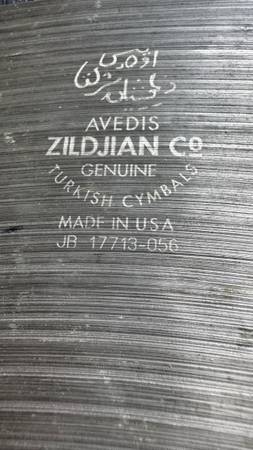 AVEDIS
ZILDJIAN Co
GENUINE
TURKISH CYMBALS
MADE IN USA
JB 17713-056